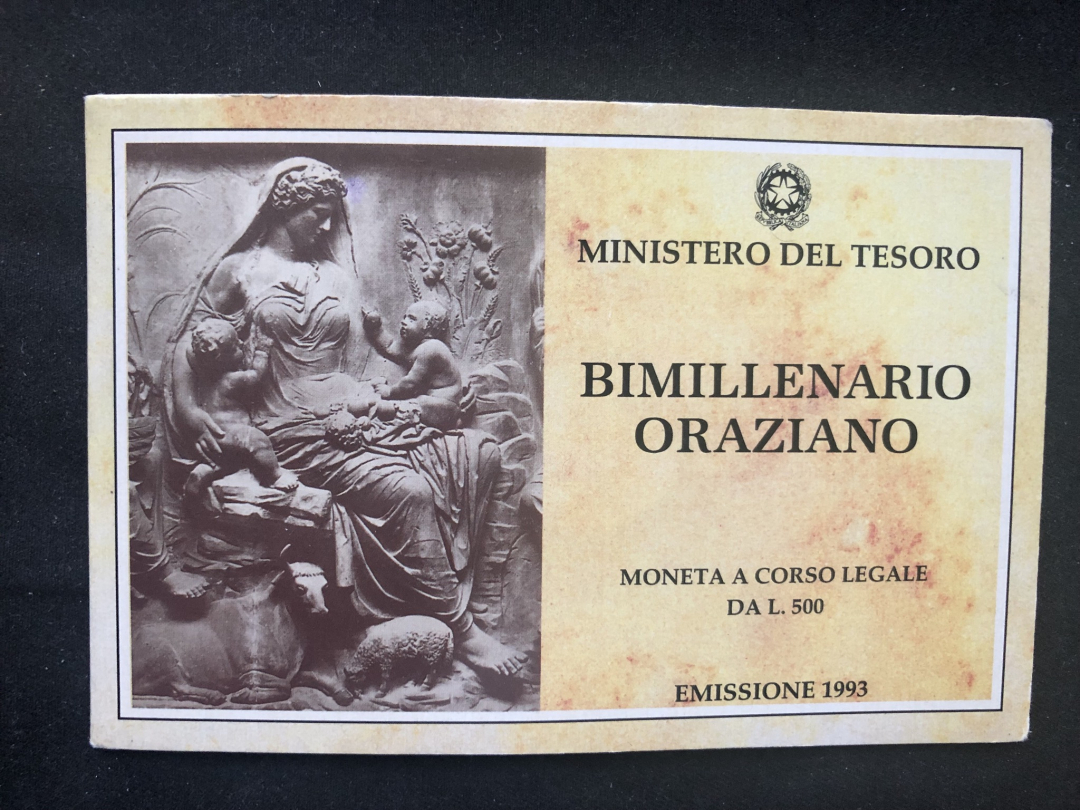 MINISTERO DEL TESORO
BIMILLENARIO
ORAZIANO
MONETA A CORSO LEGALE
DA L. 500
EMISSIONE 1993